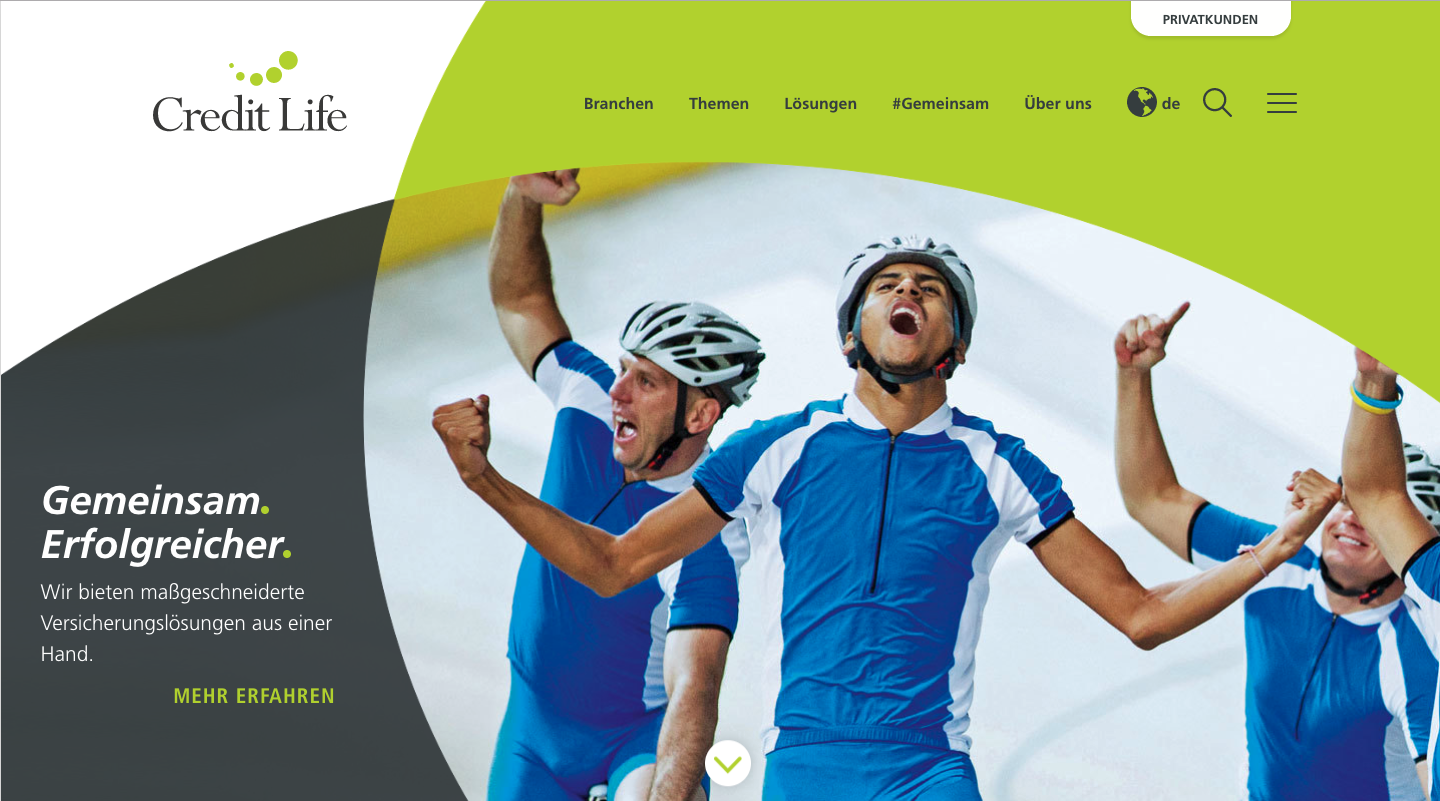 PRIVATKUNDEN
Credit Life
Branchen Themen Lösungen #Gemeinsam Über uns de
Gemeinsam.
Erfolgreicher.
Wir bieten maßgeschneiderte
Versicherungslösungen aus einer
Hand.
MEHR ERFAHREN